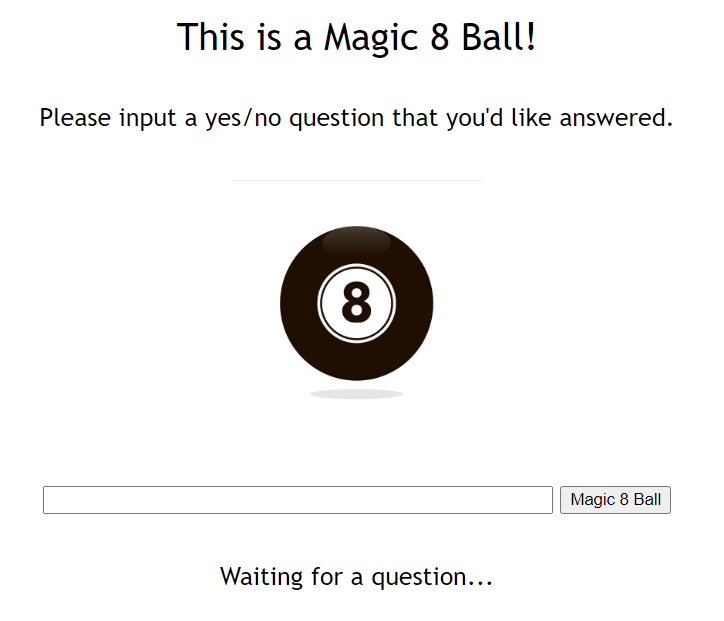 This is a Magic 8 Ball!
Please input a yes/no question that you'd like answered.
8
Magic 8 Ball
Waiting for a question...